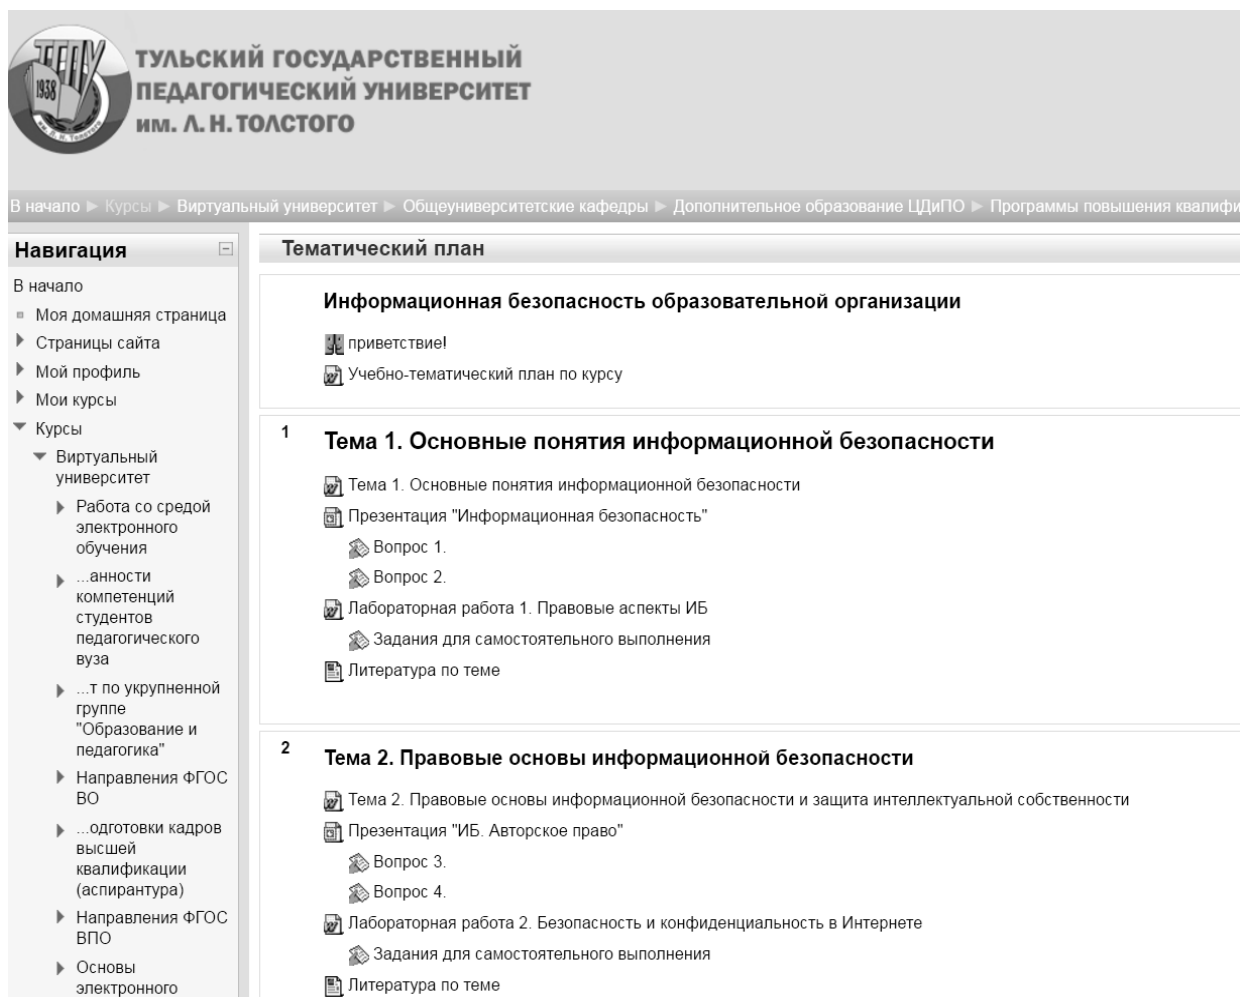 ТГПУ
1938
им. Л. Н. Толстого
ТУЛЬСКИЙ ГОСУДАРСТВЕННЫЙ
ПЕДАГОГИЧЕСКИЙ УНИВЕРСИТЕТ
им. Л. Н. ТОЛСТОГО
В начало ► Курсы ► Виртуальный университет ► Общеуниверситетские кафедры ► Дополнительное образование ЦДиПО ► Программы повышения квалифи
Навигация
В начало
Моя домашняя страница
Страницы сайта
Мой профиль
Мои курсы
Курсы
Виртуальный
университет
Работа со средой
электронного
обучения
...анности
компетенций
студентов
педагогического
вуза
...т по укрупненной
группе
"Образование и
педагогика"
Направления ФГОС
ВО
...одготовки кадров
высшей
квалификации
(аспирантура)
Направления ФГОС
ВПО
Основы
электронного
Тематический план
Информационная безопасность образовательной организации
приветствие!
Учебно-тематический план по курсу
1
Тема 1. Основные понятия информационной безопасности
Тема 1. Основные понятия информационной безопасности
Презентация "Информационная безопасность"
Вопрос 1.
Вопрос 2.
Лабораторная работа 1. Правовые аспекты ИБ
Задания для самостоятельного выполнения
Литература по теме
2
Тема 2. Правовые основы информационной безопасности
Тема 2. Правовые основы информационной безопасности и защита интеллектуальной собственности
Презентация "ИБ. Авторское право"
Вопрос 3.
Вопрос 4.
Лабораторная работа 2. Безопасность и конфиденциальность в Интернете
Задания для самостоятельного выполнения
Литература по теме